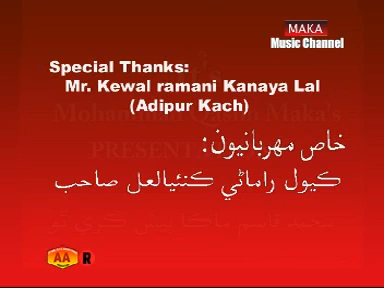 MAKA
Music Channel
Special Thanks:
Mr. Kewal ramani Kanaya Lal
(Adipur Kach)
خاص مهربانيون:
ڪيول راماڻي ڪنئيالعل صاحب
AA R